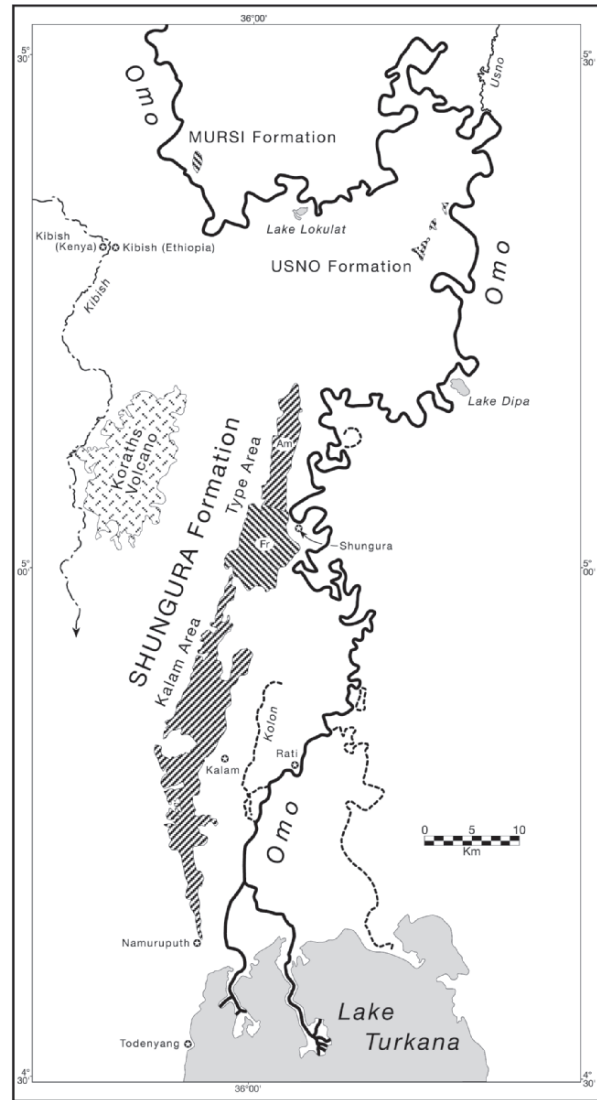 36°00'
5°
30'
5°
30'
Omo
Usno
MURSI Formation
Lake Lokulat
Kibish
(Kenya)
Kibish (Ethiopia)
USNO Formation
Omo
Kibish
Lake Dipa
Koraths
Volcano
SHUNGURA Formation
Type Area
Am
Fr
Shungura
5°
00'
5°
00'
Kalam Area
Kolon
Kalam
Rati
Omo
0 5 10
Km
Namuruputh
Lake
Turkana
Todenyang
4°
30'
4°
30'
36°00'